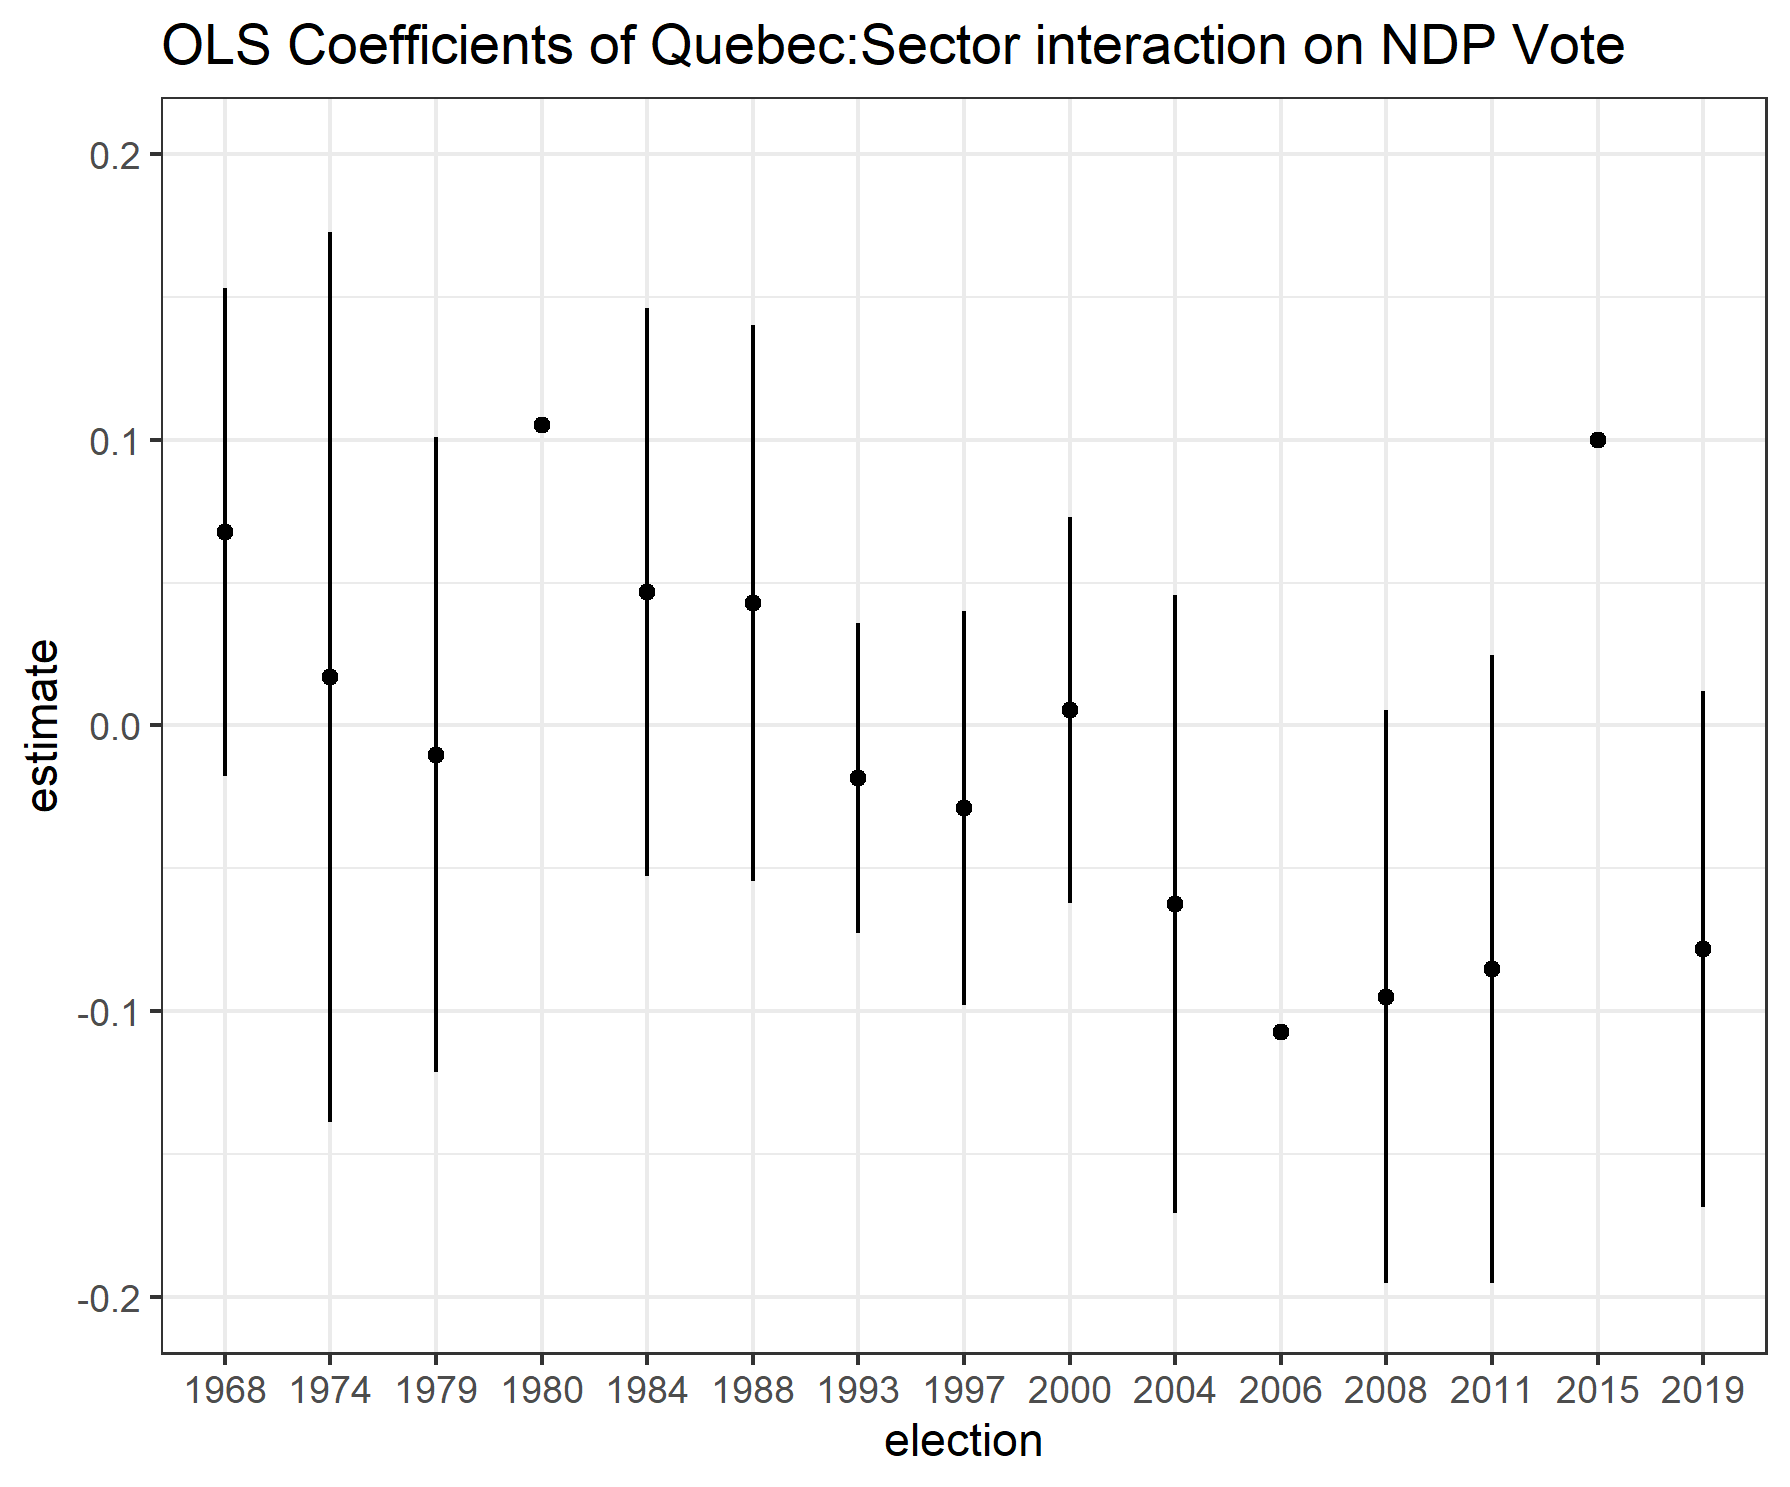 OLS Coefficients of Quebec:Sector interaction on NDP Vote
estimate
0.2
0.1
0.0
-0.1
-0.2
1968 1974 1979 1980 1984 1988 1993 1997 2000 2004 2006 2008 2011 2015 2019
election